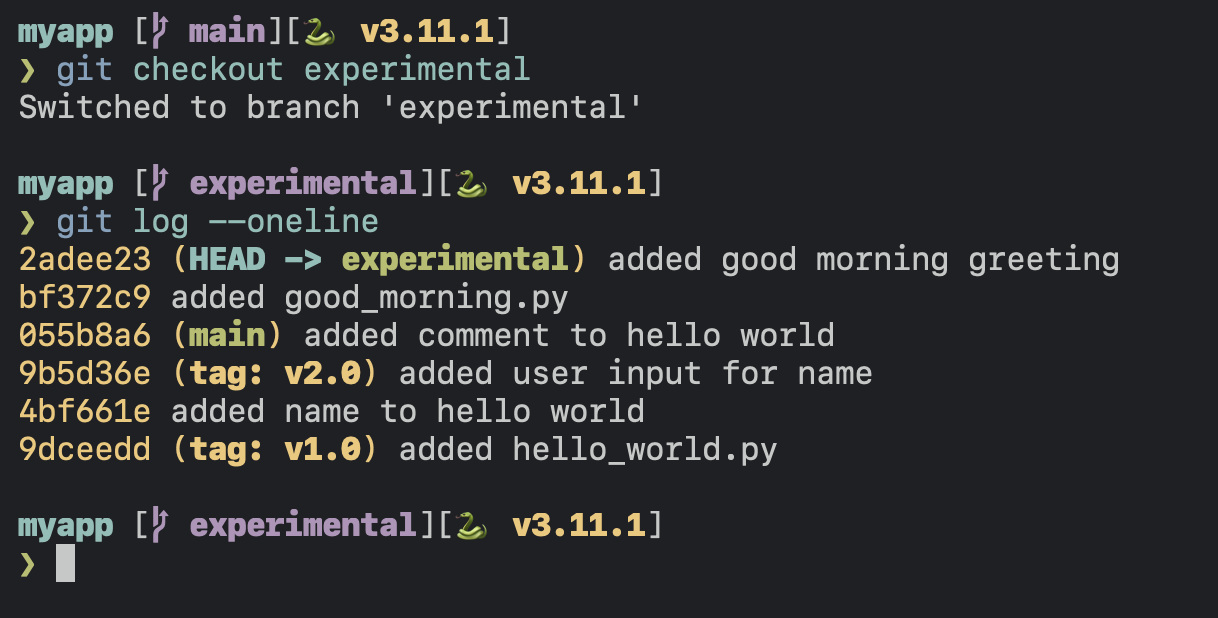 myapp [ main][🐍 v3.11.1]
❯ git checkout experimental
Switched to branch 'experimental'
myapp [ experimental][🐍 v3.11.1]
❯ git log --oneline
2adee23 (HEAD -> experimental) added good morning greeting
bf372c9 added good_morning.py
055b8a6 (main) added comment to hello world
9b5d36e (tag: v2.0) added user input for name
4bf661e added name to hello world
9dceedd (tag: v1.0) added hello_world.py
myapp [ experimental][🐍 v3.11.1]
❯